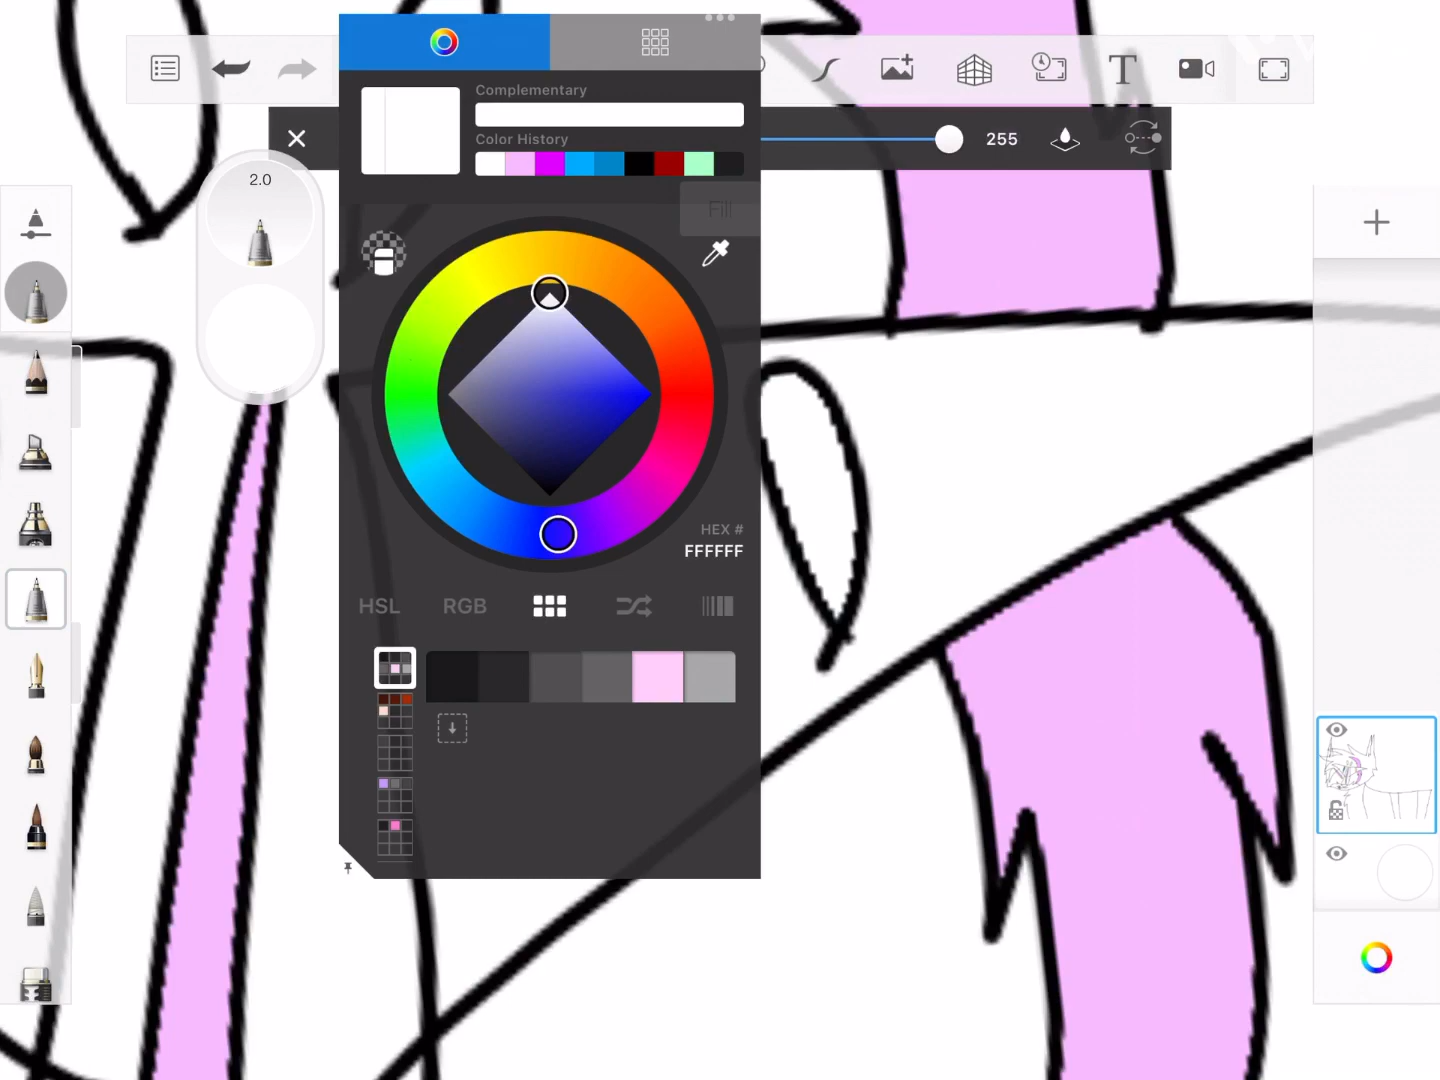 Complementary
Color History
255
2.0
Fill
T
HEX #
FFFFFF
HSL
RGB